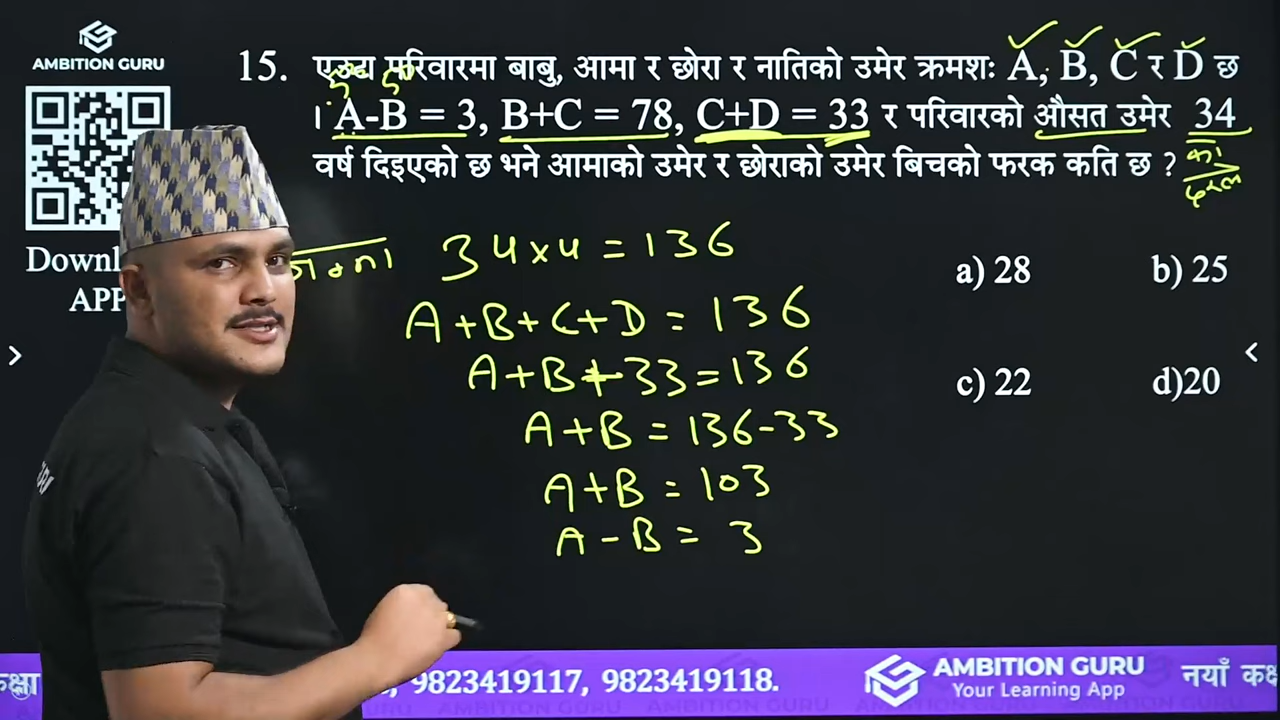 AMBITION GURU
15. एउटा परिवारमा बाबु, आमा र छोरा र नातिको उमेर क्रमशः A, B, C र D छ
। A-B = 3, B+C = 78, C+D = 33 र परिवारको औसत उमेर 34
वर्ष दिइएको छ भने आमाको उमेर र छोराको उमेर बिचको फरक कति छ ?
Downl
APP
34×4 = 136
A+B+C+D = 136
A+B+33 = 136
A+B = 136-33
A+B = 103
A-B = 3
a) 28
b) 25
c) 22
d)20
9823419117, 9823419118.
AMBITION GURU
Your Learning App
नयाँ